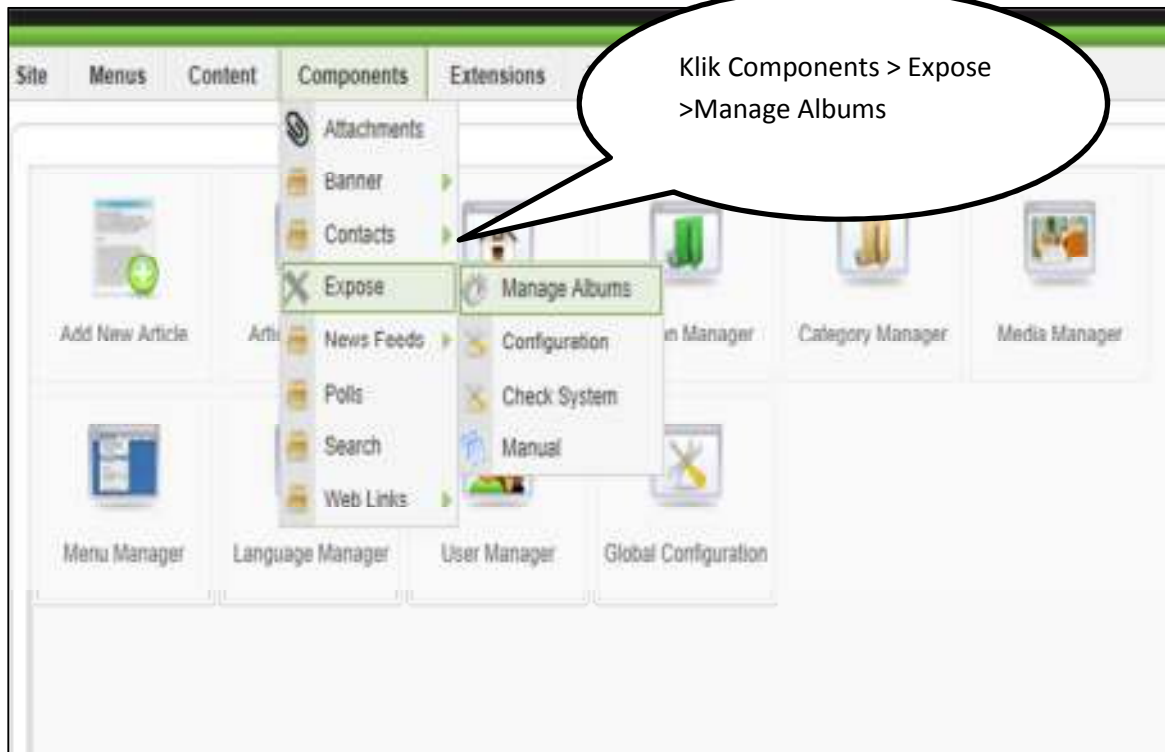 Site Menus Content Components Extensions
Klik Components > Expose
>Manage Albums
Attachments
Banner
Contacts
Expose
News Feeds
Polls
Search
Web Links
Manage Albums
Configuration
Check System
Manual
Add New Article
Manager
Category Manager
Media Manager
Menu Manager
Language Manager
User Manager
Global Configuration